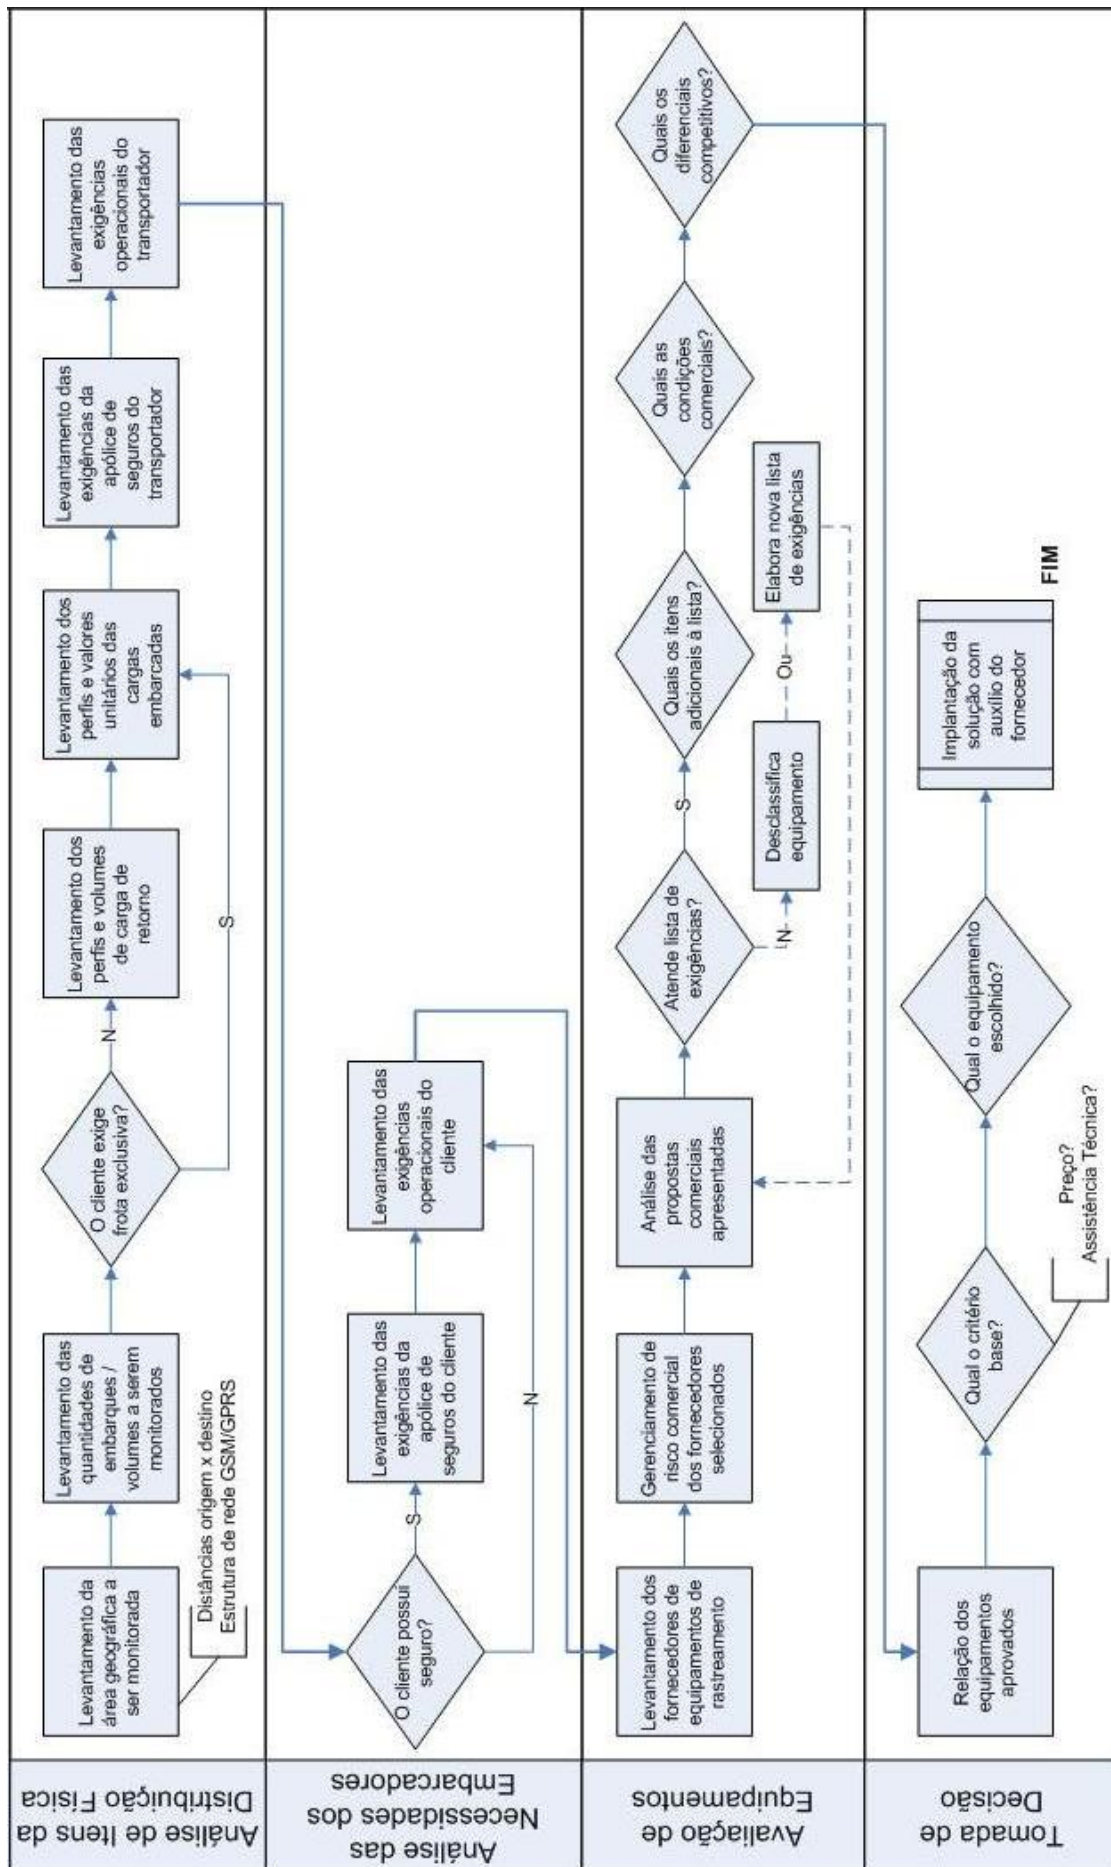 Análise de Itens da
Distribuição Física
Levantamento da
área geográfica a
ser monitorada
Distâncias origem x destino
Estrutura de rede GSM/GPRS
Levantamento das
quantidades de
embarques /
volumes a serem
monitorados
O cliente exige
frota exclusiva?
N
S
Levantamento dos
perfis e volumes
de carga de
retorno
Levantamento dos
perfis e valores
unitários das
cargas
embarcadas
Levantamento das
exigências da
apólice de
seguros do
transportador
Levantamento das
exigências
operacionais do
transportador
Análise das
Necessidades dos
Embarcadores
O cliente possui
seguro?
S
N
Levantamento das
exigências da
apólice de
seguros do cliente
Levantamento das
exigências
operacionais do
cliente
Avaliação de
Equipamentos
Levantamento dos
fornecedores de
equipamentos de
rastreamento
Gerenciamento de
risco comercial
dos fornecedores
selecionados
Análise das
propostas
comerciais
apresentadas
Atende lista de
exigências?
S
N
Desclassifica
equipamento
Ou
Elabora nova lista
de exigências
Quais os itens
adicionais à lista?
Quais as
condições
comerciais?
Quais os
diferenciais
competitivos?
Tomada de
Decisão
Relação dos
equipamentos
aprovados
Qual o critério
base?
Preço?
Assistência Técnica?
Qual o equipamento
escolhido?
Implantação da
solução com
auxílio do
fornecedor
FIM